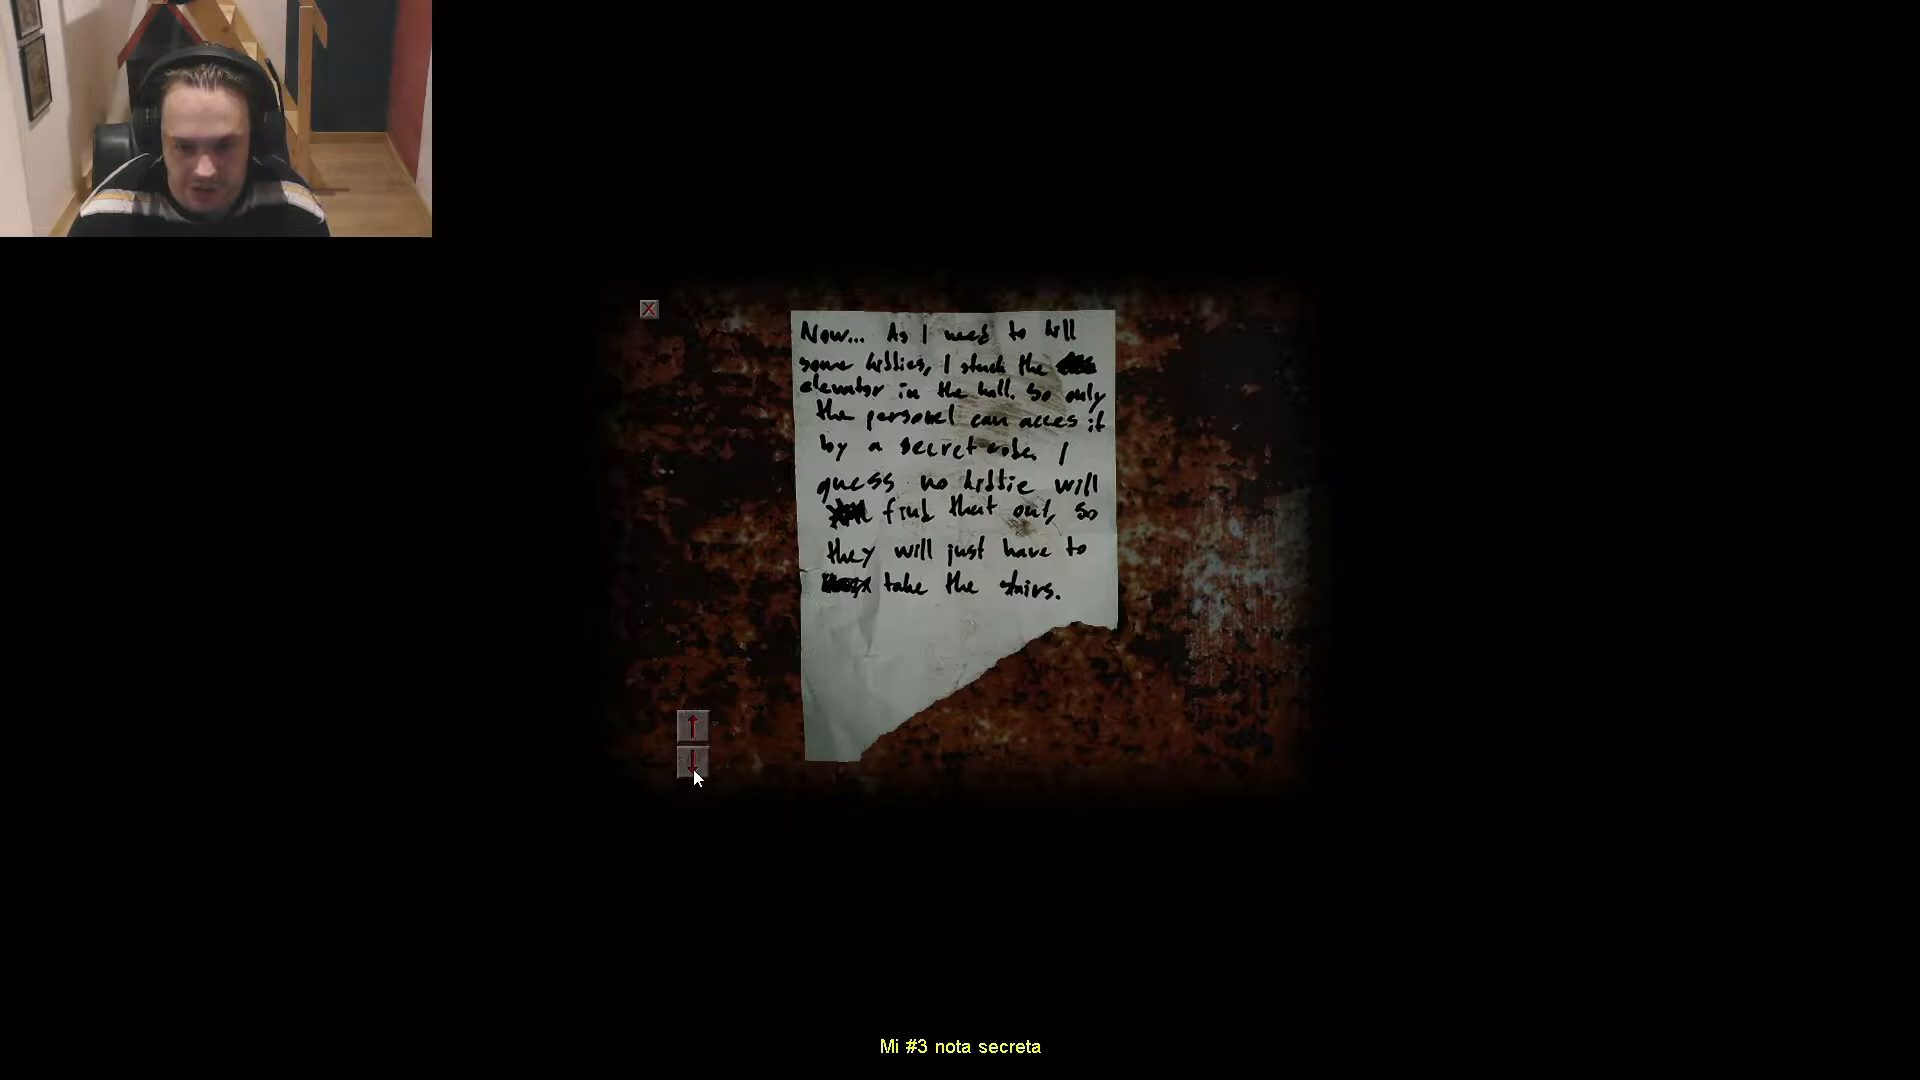 Now... As I need to kill
some kitties, I stuck the
elevator in the hall. So only
the personel can acces it
by a secret code. I
guess no kittie will
find that out, so
they will just have to
take the stairs.
Mi #3 nota secreta